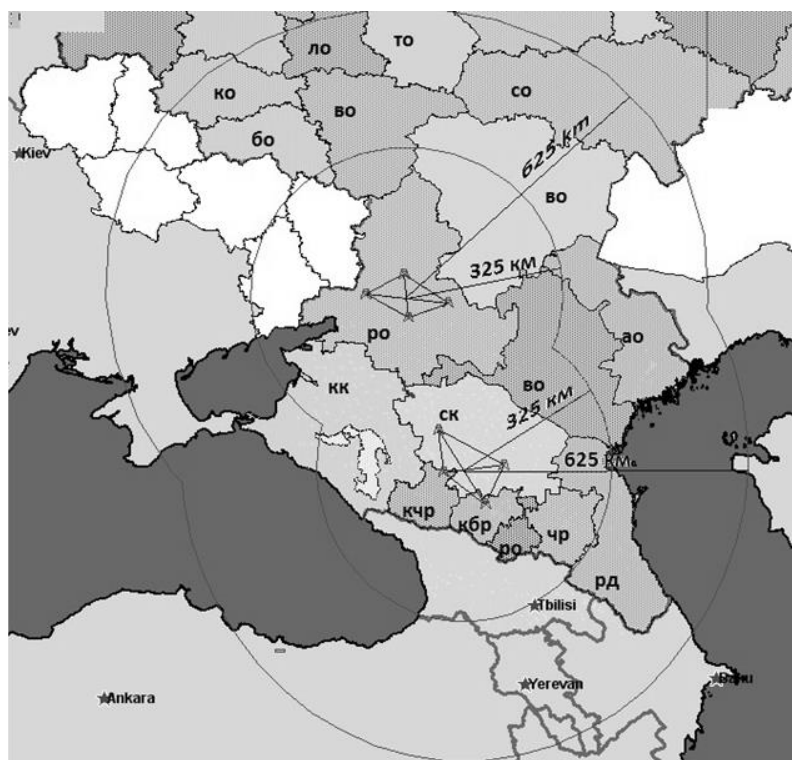 ло
то
ко
со
во
бо
625 km
Kiev
во
325 км
ро
ао
кк
во
325 км
ск
625 км.
кчр
кбр
чр
ро
рд
Tbilisi
Yerevan
Baku
Ankara